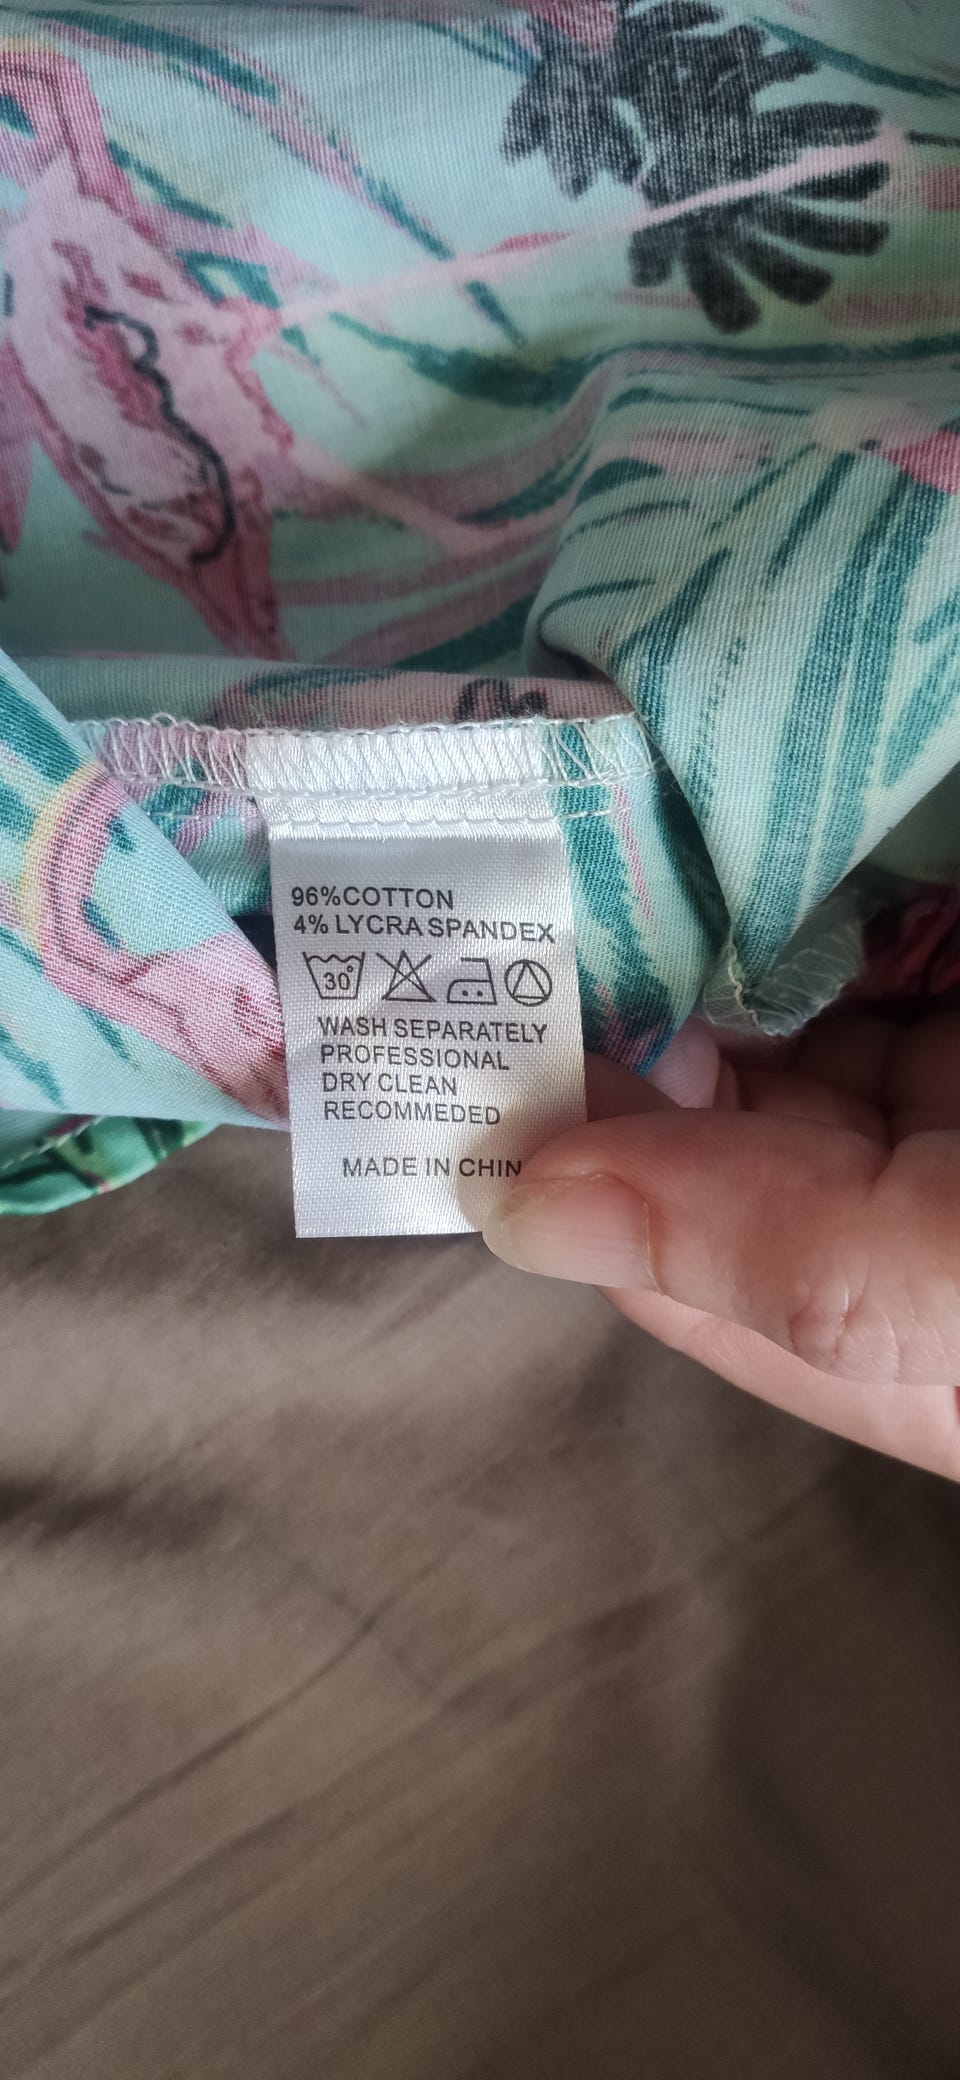 96%COTTON
4% LYCRA SPANDEX
30°
WASH SEPARATELY
PROFESSIONAL
DRY CLEAN
RECOMMEDED
MADE IN CHIN